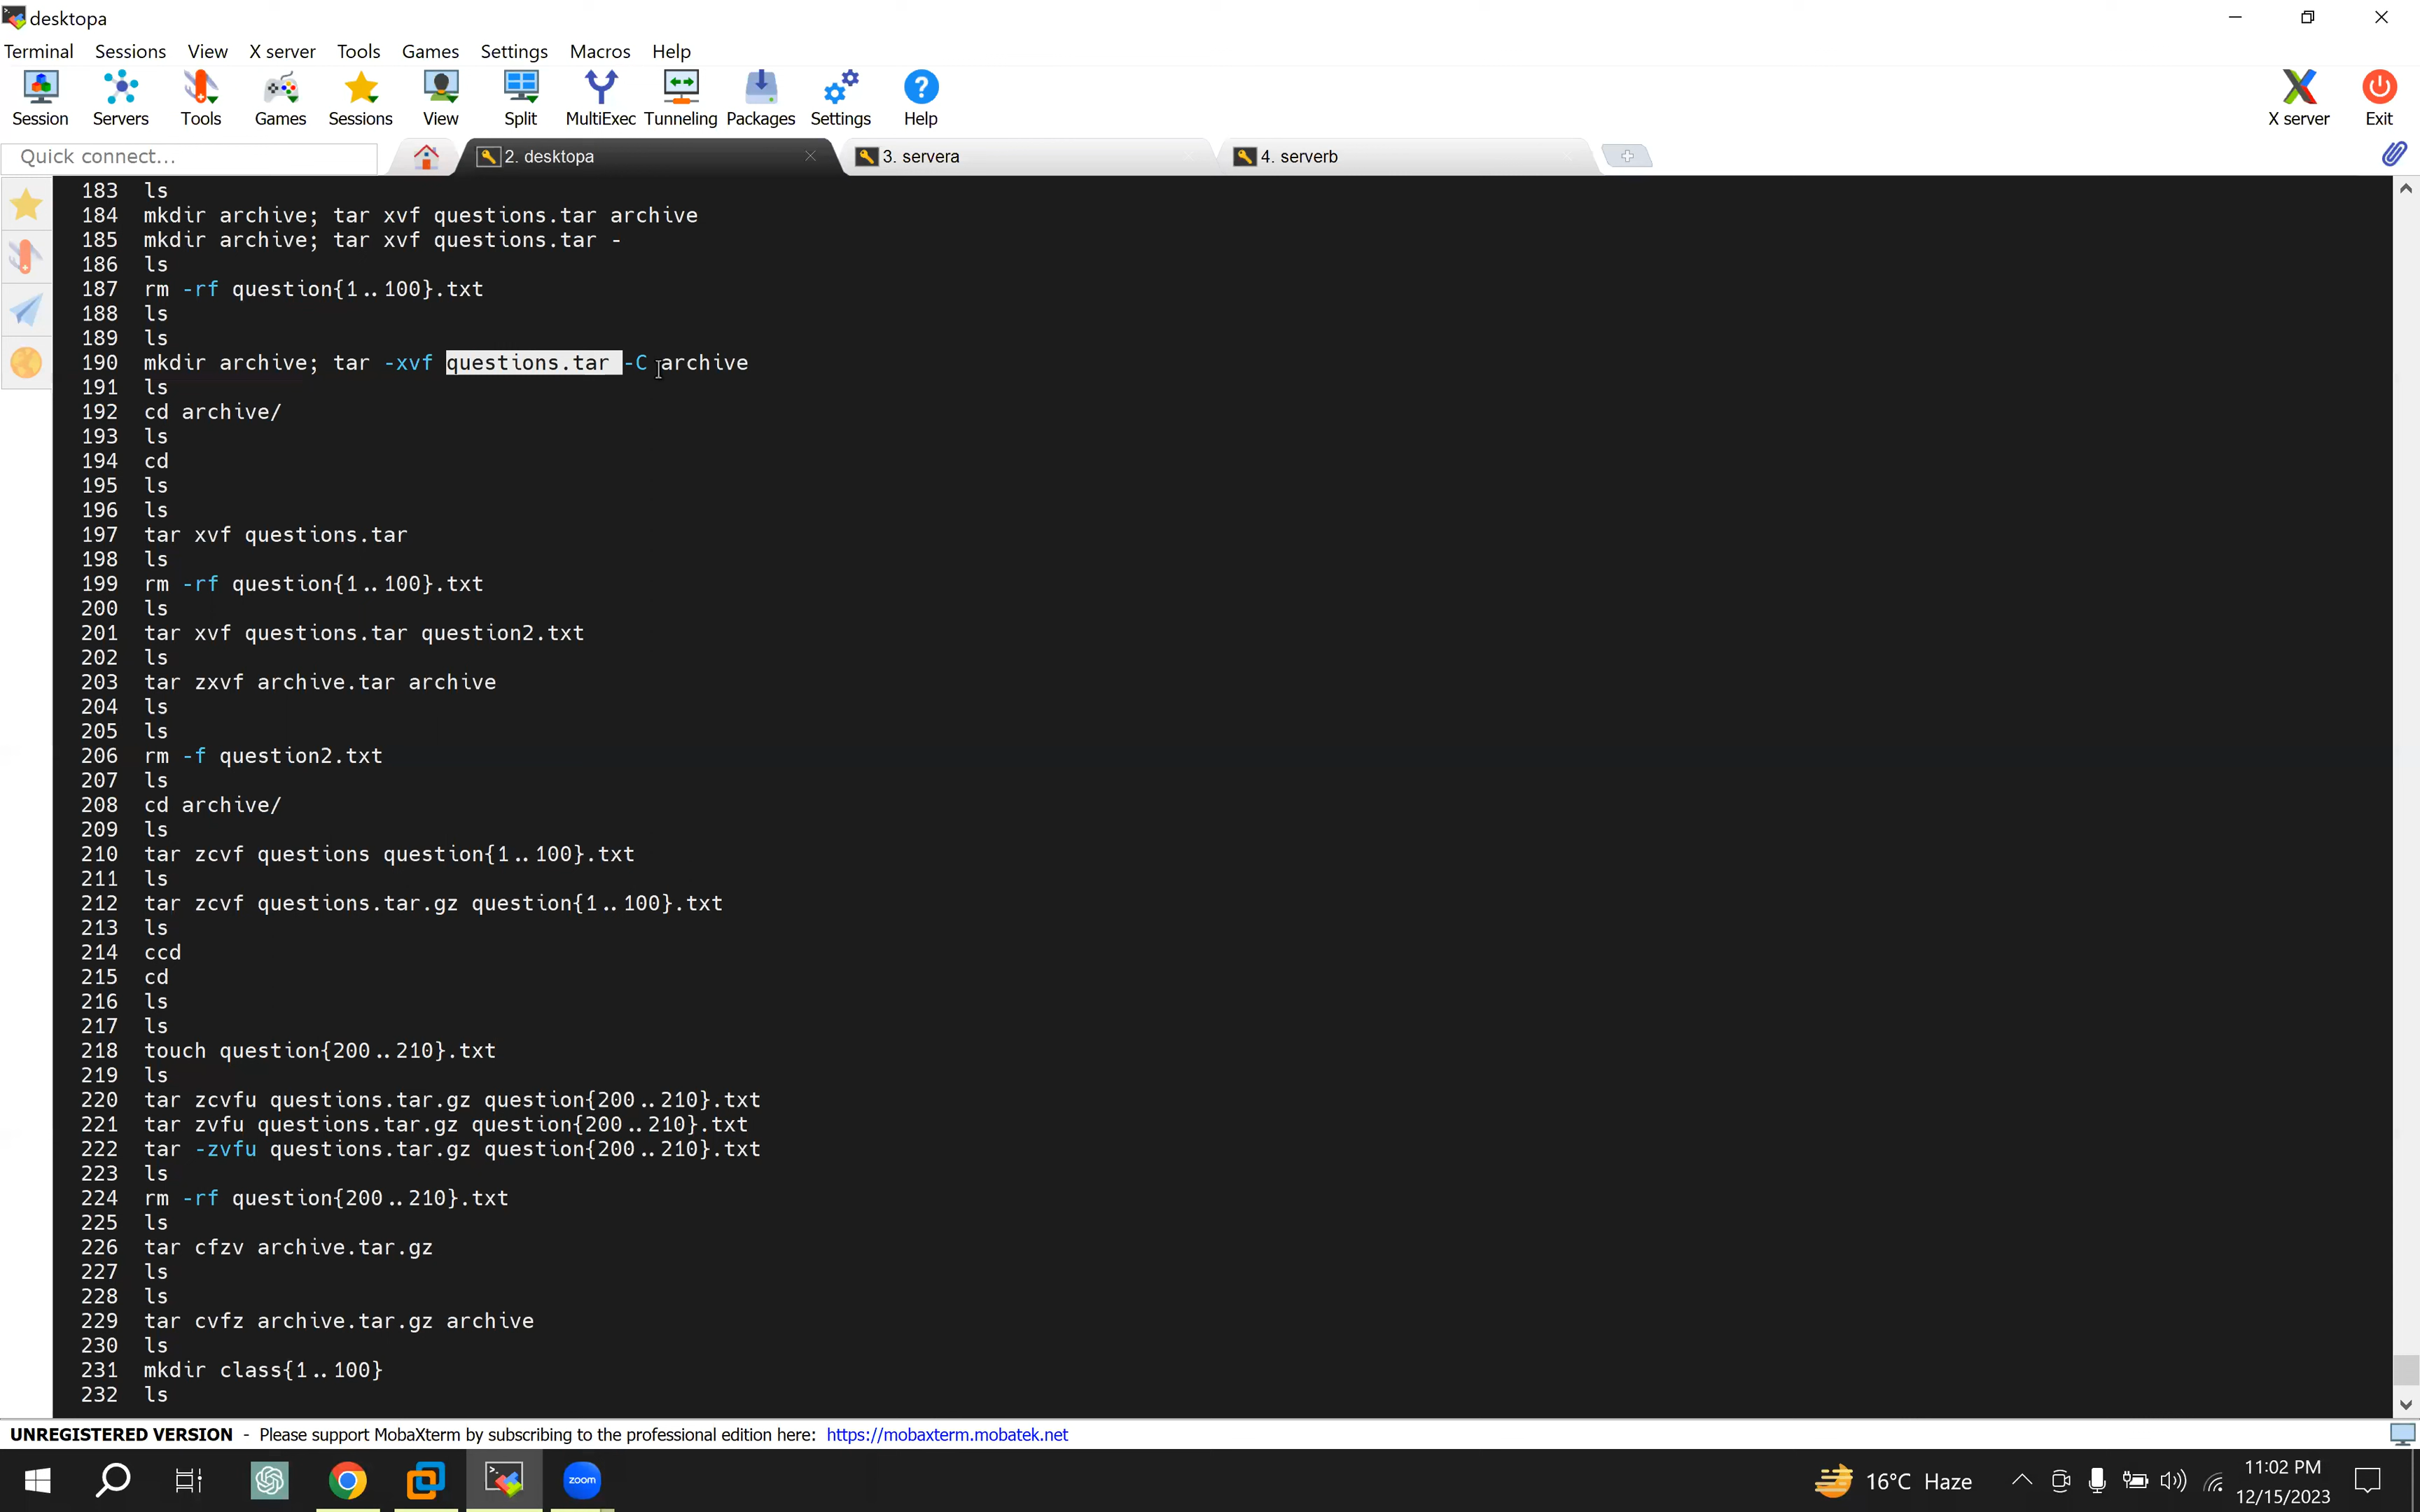 desktopa
Terminal Sessions View X server Tools Games Settings Macros Help
Session Servers Tools Games Sessions View Split MultiExec Tunneling Packages Settings Help X server Exit
Quick connect... 2. desktopa 3. servera 4. serverb
183 ls
184 mkdir archive; tar xvf questions.tar archive
185 mkdir archive; tar xvf questions.tar -
186 ls
187 rm -rf question{1..100}.txt
188 ls
189 ls
190 mkdir archive; tar -xvf questions.tar -C archive
191 ls
192 cd archive/
193 ls
194 cd
195 ls
196 ls
197 tar xvf questions.tar
198 ls
199 rm -rf question{1..100}.txt
200 ls
201 tar xvf questions.tar question2.txt
202 ls
203 tar zxvf archive.tar archive
204 ls
205 ls
206 rm -f question2.txt
207 ls
208 cd archive/
209 ls
210 tar zcvf questions question{1..100}.txt
211 ls
212 tar zcvf questions.tar.gz question{1..100}.txt
213 ls
214 ccd
215 cd
216 ls
217 ls
218 touch question{200..210}.txt
219 ls
220 tar zcvfu questions.tar.gz question{200..210}.txt
221 tar zvfu questions.tar.gz question{200..210}.txt
222 tar -zvfu questions.tar.gz question{200..210}.txt
223 ls
224 rm -rf question{200..210}.txt
225 ls
226 tar cfzv archive.tar.gz
227 ls
228 ls
229 tar cvfz archive.tar.gz archive
230 ls
231 mkdir class{1..100}
232 ls
UNREGISTERED VERSION - Please support MobaXterm by subscribing to the professional edition here: https://mobaxterm.mobatek.net
zoom 16°C Haze 11:02 PM
12/15/2023